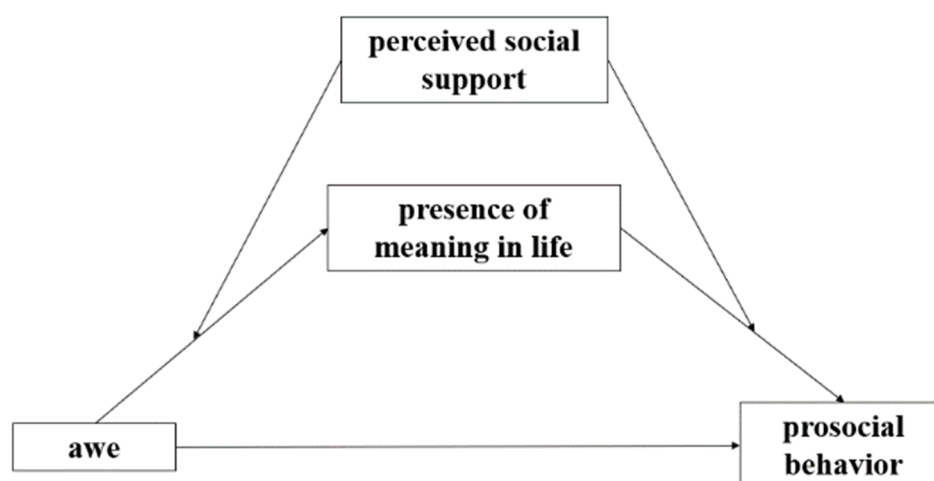 perceived social
support
presence of
meaning in life
awe
prosocial
behavior